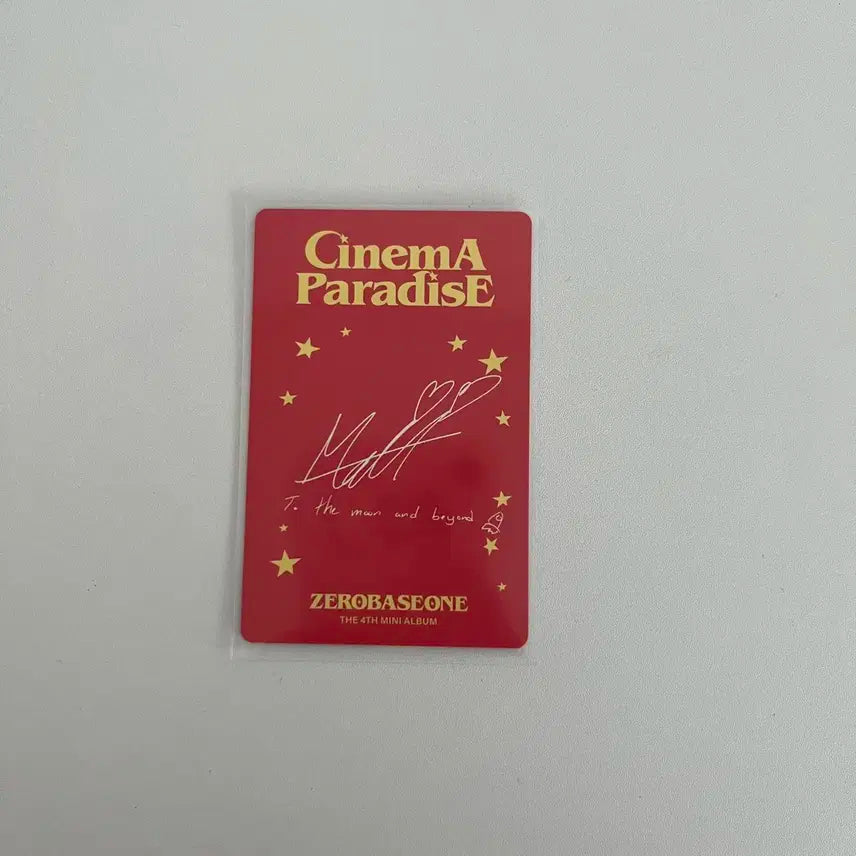 CinemA
ParadisE
Matt
To the moon and beyond
ZEROBASEONE
THE 4TH MINI ALBUM